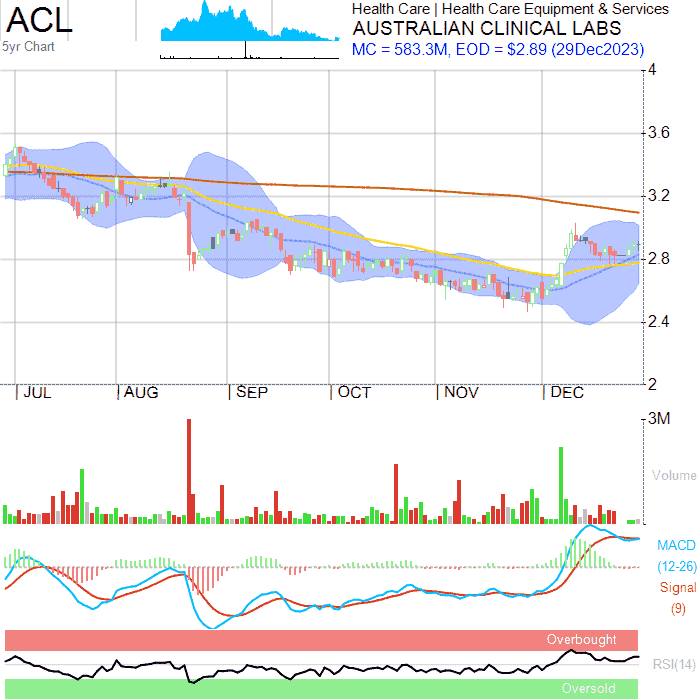 ACL
5yr Chart
Health Care | Health Care Equipment & Services
AUSTRALIAN CLINICAL LABS
MC = 583.3M, EOD = $2.89 (29Dec2023)
4
3.6
3.2
2.8
2.4
2
JUL AUG SEP OCT NOV DEC
3M
Volume
MACD
(12-26)
Signal
(9)
Overbought
RSI(14)
Oversold